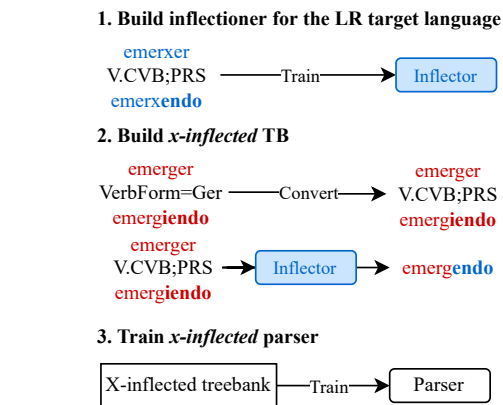 1. Build inflectioner for the LR target language
emerxer
V.CVB;PRS Train Inflector
emerxendo
2. Build x-inflected TB
emerger emerger
VerbForm=Ger Convert V.CVB;PRS
emergiendo emergiendo
emerger
V.CVB;PRS Inflector emergendo
emergiendo
3. Train x-inflected parser
X-inflected treebank Train Parser